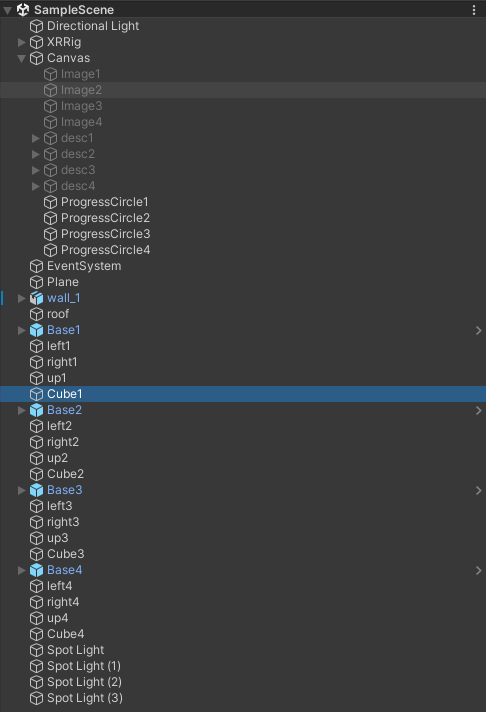 SampleScene
Directional Light
XRRig
Canvas
Image1
Image2
Image3
Image4
desc1
desc2
desc3
desc4
ProgressCircle1
ProgressCircle2
ProgressCircle3
ProgressCircle4
EventSystem
Plane
wall_1
roof
Base1
left1
right1
up1
Cube1
Base2
left2
right2
up2
Cube2
Base3
left3
right3
up3
Cube3
Base4
left4
right4
up4
Cube4
Spot Light
Spot Light (1)
Spot Light (2)
Spot Light (3)